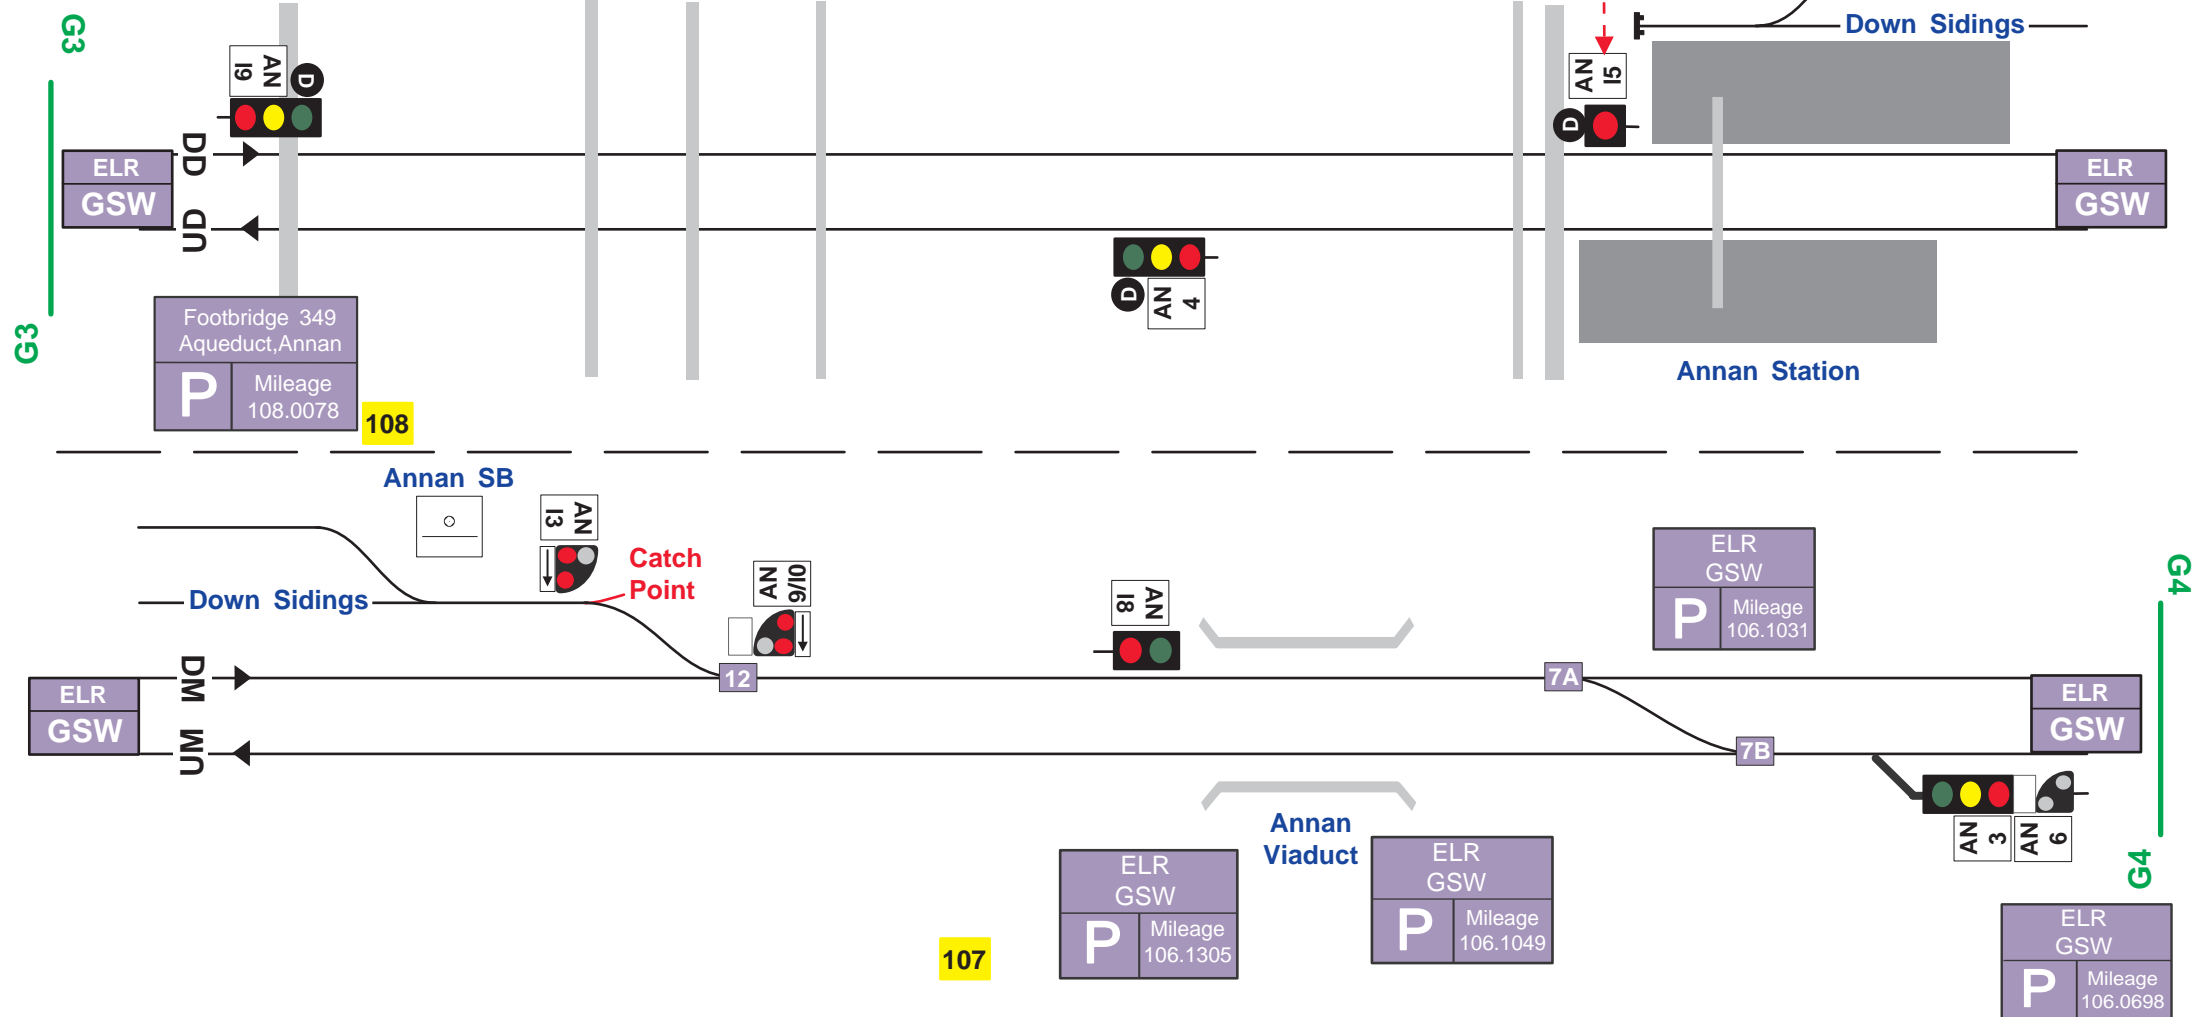 G3
Down Sidings
AN
I9
D
AN
I5
D
DD
ELR
GSW
ELR
GSW
UD
D
AN
4
G3
Footbridge 349
Aqueduct,Annan
P
Mileage
108.0078
108
Annan Station
Annan SB
AN
I3
Catch
Point
AN
9/I0
Down Sidings
AN
I8
ELR
GSW
P
Mileage
106.1031
G4
DM
12
7A
ELR
GSW
ELR
GSW
UM
7B
AN
3
AN
6
Annan
Viaduct
G4
ELR
GSW
P
Mileage
106.1305
ELR
GSW
P
Mileage
106.1049
107
ELR
GSW
P
Mileage
106.0698